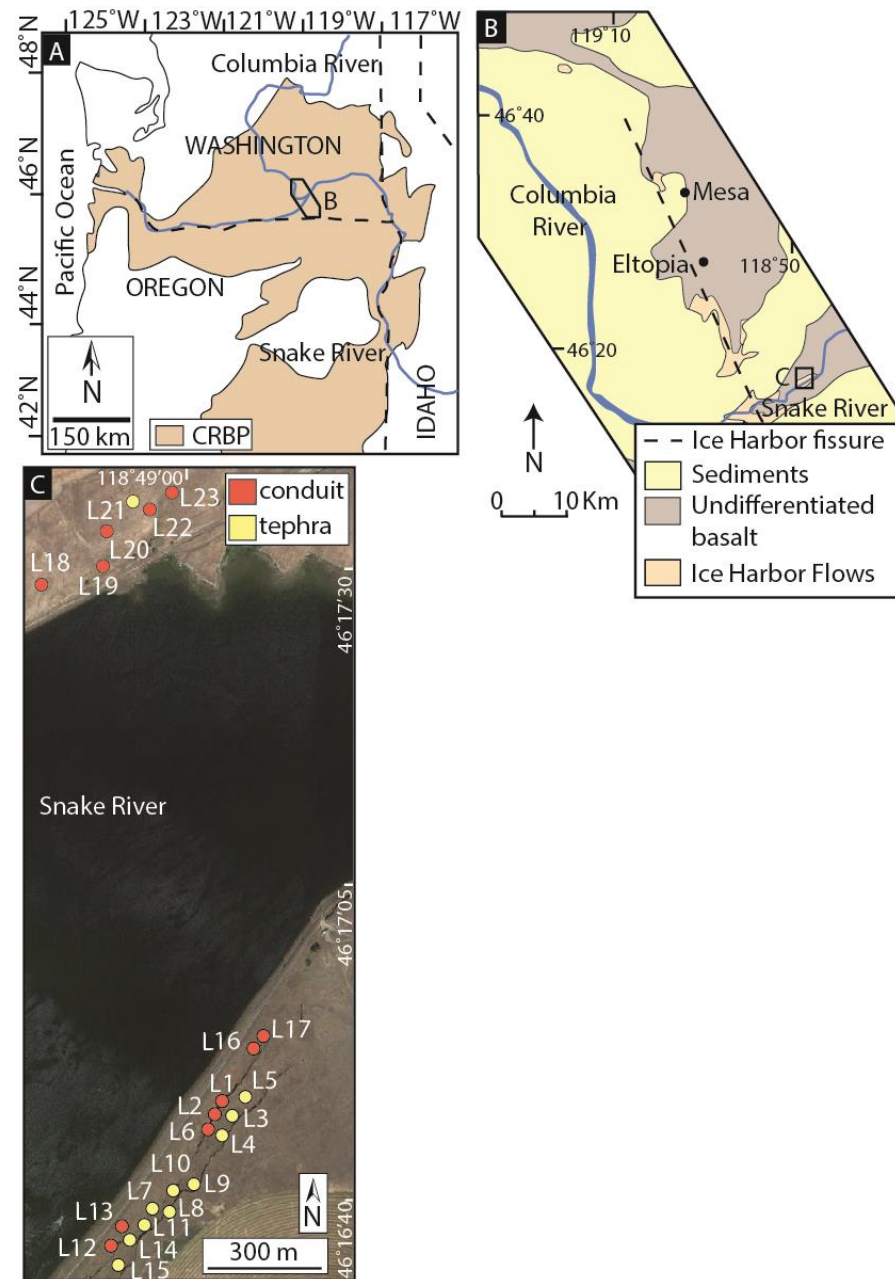 125˚W 123˚W 119˚W 117˚W
A
48˚N
46˚N
44˚N
42˚N
Columbia River
WASHINGTON
B
Pacific Ocean
OREGON
Snake River
IDAHO
N
150 km
CRBP
B
119˚10
46˚40
Columbia
River
Mesa
Eltopia
118˚50
46˚20
C
Snake River
N
0 10 Km
Ice Harbor fissure
Sediments
Undifferentiated
basalt
Ice Harbor Flows
C
118˚49'00
conduit
tephra
L23
L21
L22
L20
L18
L19
46˚17'30
Snake River
46˚17'05
L17
L16
L1
L5
L2
L3
L6
L4
L10
L9
L7
L8
L13
L11
L12
L14
L15
N
46˚16'40
300 m